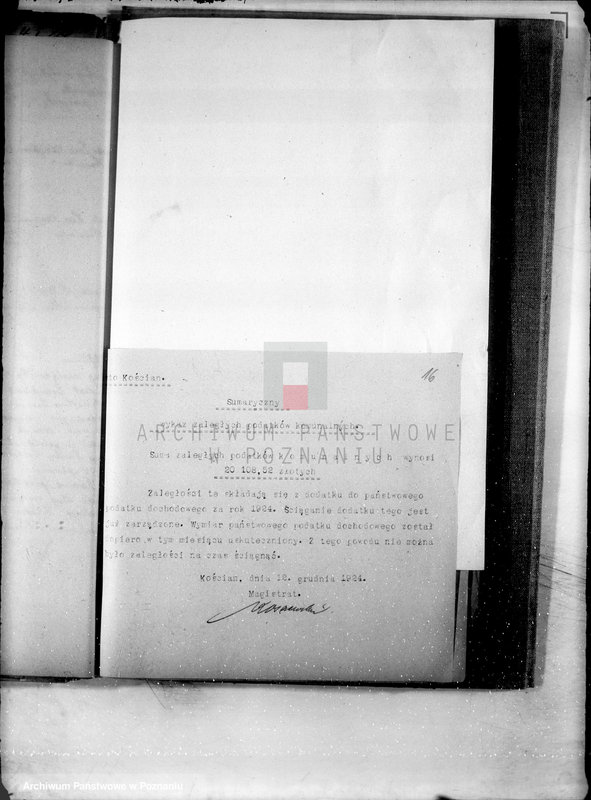 to Kościan.
16
Sumaryczny
wykaz zaległych podatków komunalnych.
ARCHIWUM PAŃSTWOWE
W POZNANIU
Suma zaległych podatków k o m u n a l n y c h wynosi
20 108,52 złotych
Zaległości te składają się z dodatku do państwowego
podatku dochodowego za rok 1924. Ściąganie dodatku tego jest
już zarządzone. Wymiar państwowego podatku dochodowego został
dopiero w tym miesiącu uskuteczniony. Z tego powodu nie można
było zaległości na czas ściągnąć.
Kościan, dnia 12. grudnia 1924.
Magistrat.
Archiwum Państwowe w Poznaniu